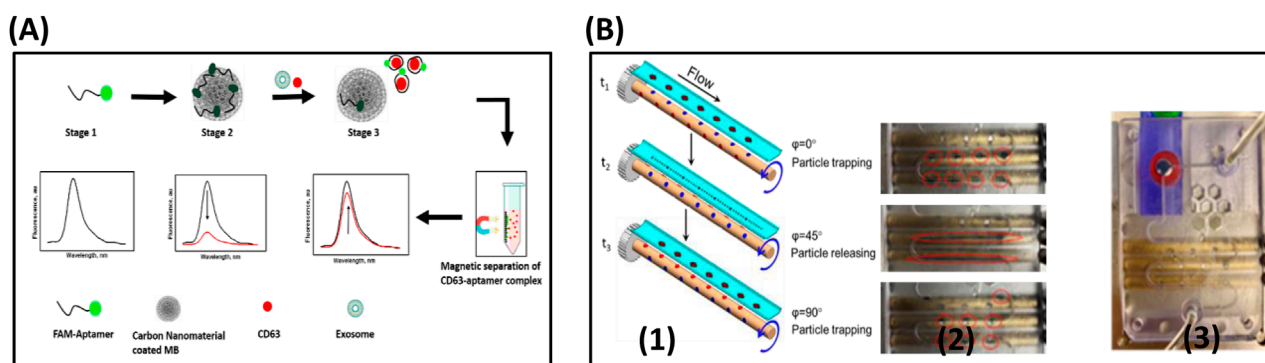 (A)
Stage 1
Stage 2
Stage 3
Fluorescence, au
Wavelength, nm
Fluorescence, au
Wavelength, nm
Fluorescence, au
Wavelength, nm
Magnetic separation of
CD63-aptamer complex
FAM-Aptamer
Carbon Nanomaterial
coated MB
CD63
Exosome
(B)
t1
Flow
φ=0°
Particle trapping
t2
φ=45°
Particle releasing
t3
φ=90°
Particle trapping
(1)
(2)
(3)